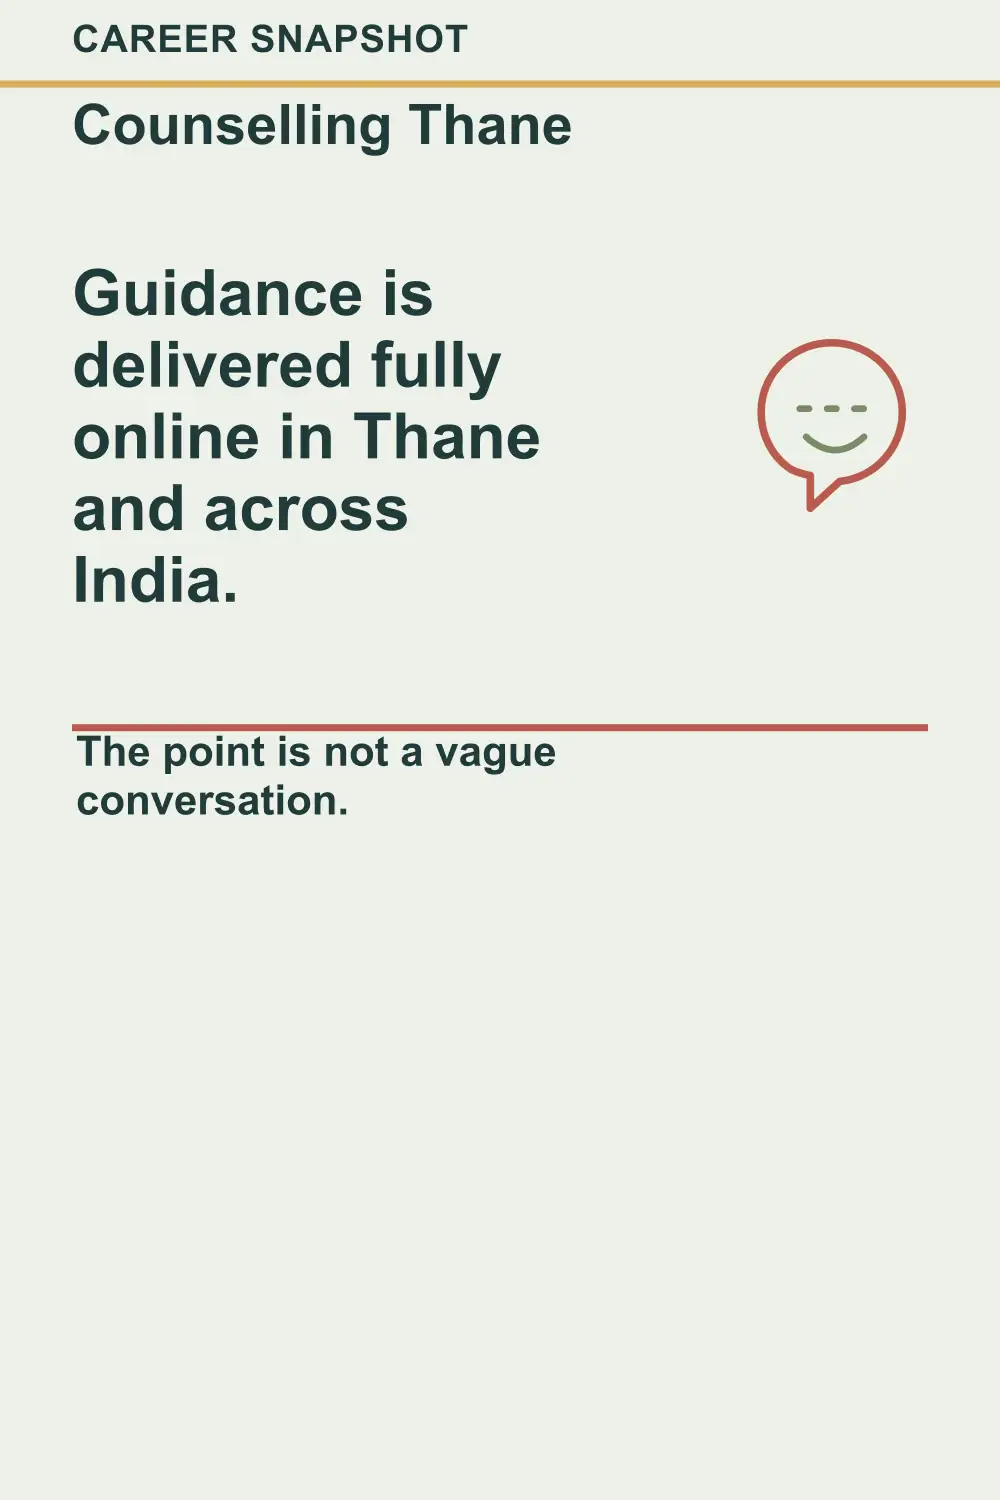 CAREER SNAPSHOT
Counselling Thane
Guidance is
delivered fully
online in Thane
and across
India.
The point is not a vague
conversation.